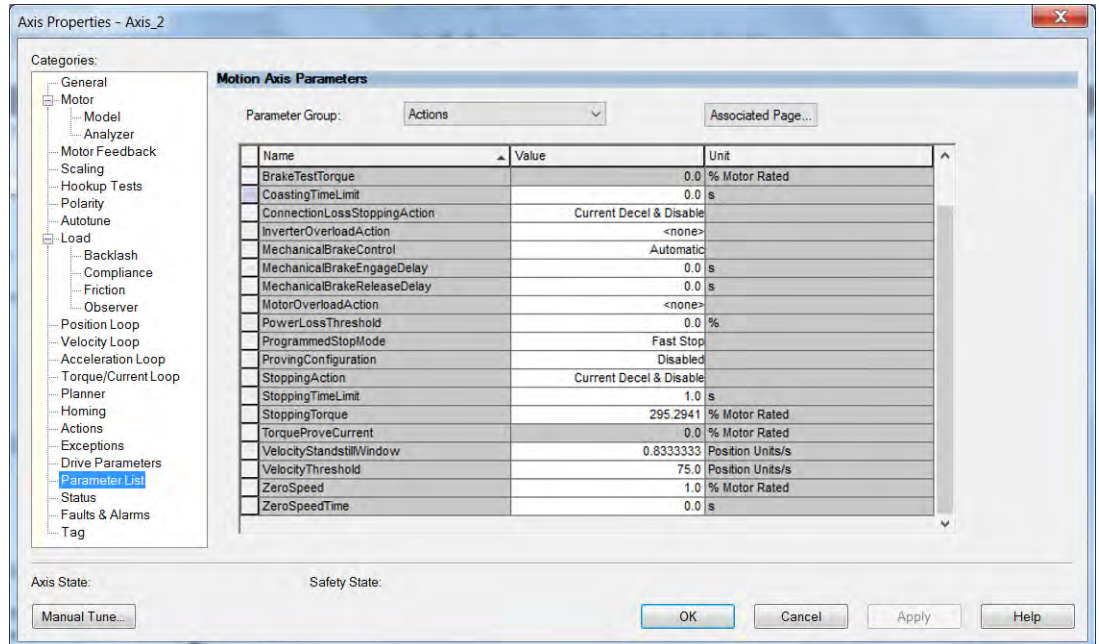 Axis Properties - Axis_2
X
Categories:
General
Motor
Model
Analyzer
Motor Feedback
Scaling
Hookup Tests
Polarity
Autotune
Load
Backlash
Compliance
Friction
Observer
Position Loop
Velocity Loop
Acceleration Loop
Torque/Current Loop
Planner
Homing
Actions
Exceptions
Drive Parameters
Parameter List
Status
Faults & Alarms
Tag
Motion Axis Parameters
Parameter Group: Actions Associated Page...
Name Value Unit
BrakeTestTorque 0.0 % Motor Rated
CoastingTimeLimit 0.0 s
ConnectionLossStoppingAction Current Decel & Disable
InverterOverloadAction <none>
MechanicalBrakeControl Automatic
MechanicalBrakeEngageDelay 0.0 s
MechanicalBrakeReleaseDelay 0.0 s
MotorOverloadAction <none>
PowerLossThreshold 0.0 %
ProgrammedStopMode Fast Stop
ProvingConfiguration Disabled
StoppingAction Current Decel & Disable
StoppingTimeLimit 1.0 s
StoppingTorque 295.2941 % Motor Rated
TorqueProveCurrent 0.0 % Motor Rated
VelocityStandstillWindow 0.8333333 Position Units/s
VelocityThreshold 75.0 Position Units/s
ZeroSpeed 1.0 % Motor Rated
ZeroSpeedTime 0.0 s
Axis State: Safety State:
Manual Tune... OK Cancel Apply Help